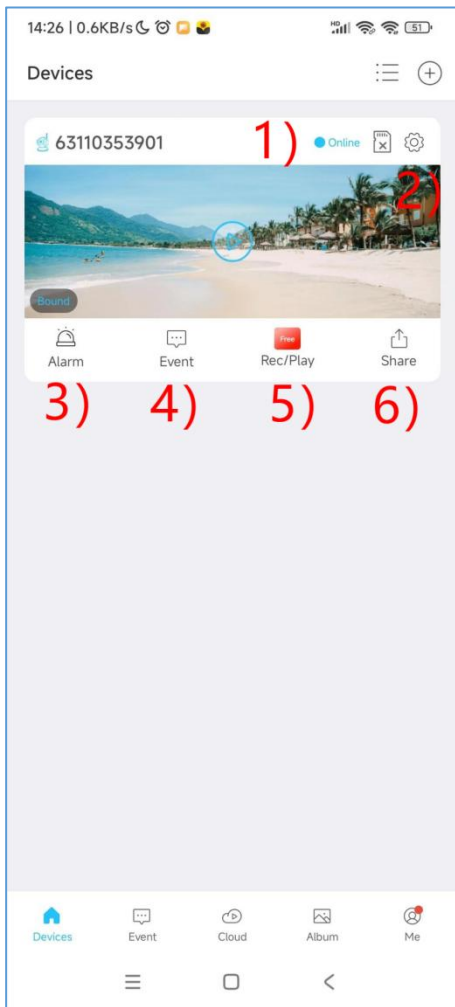 14:26 | 0.6KB/s HD 51
Devices
63110353901 1) Online
2)
Bound
Alarm Event Free Rec/Play Share
3) 4) 5) 6)
Devices Event Cloud Album Me